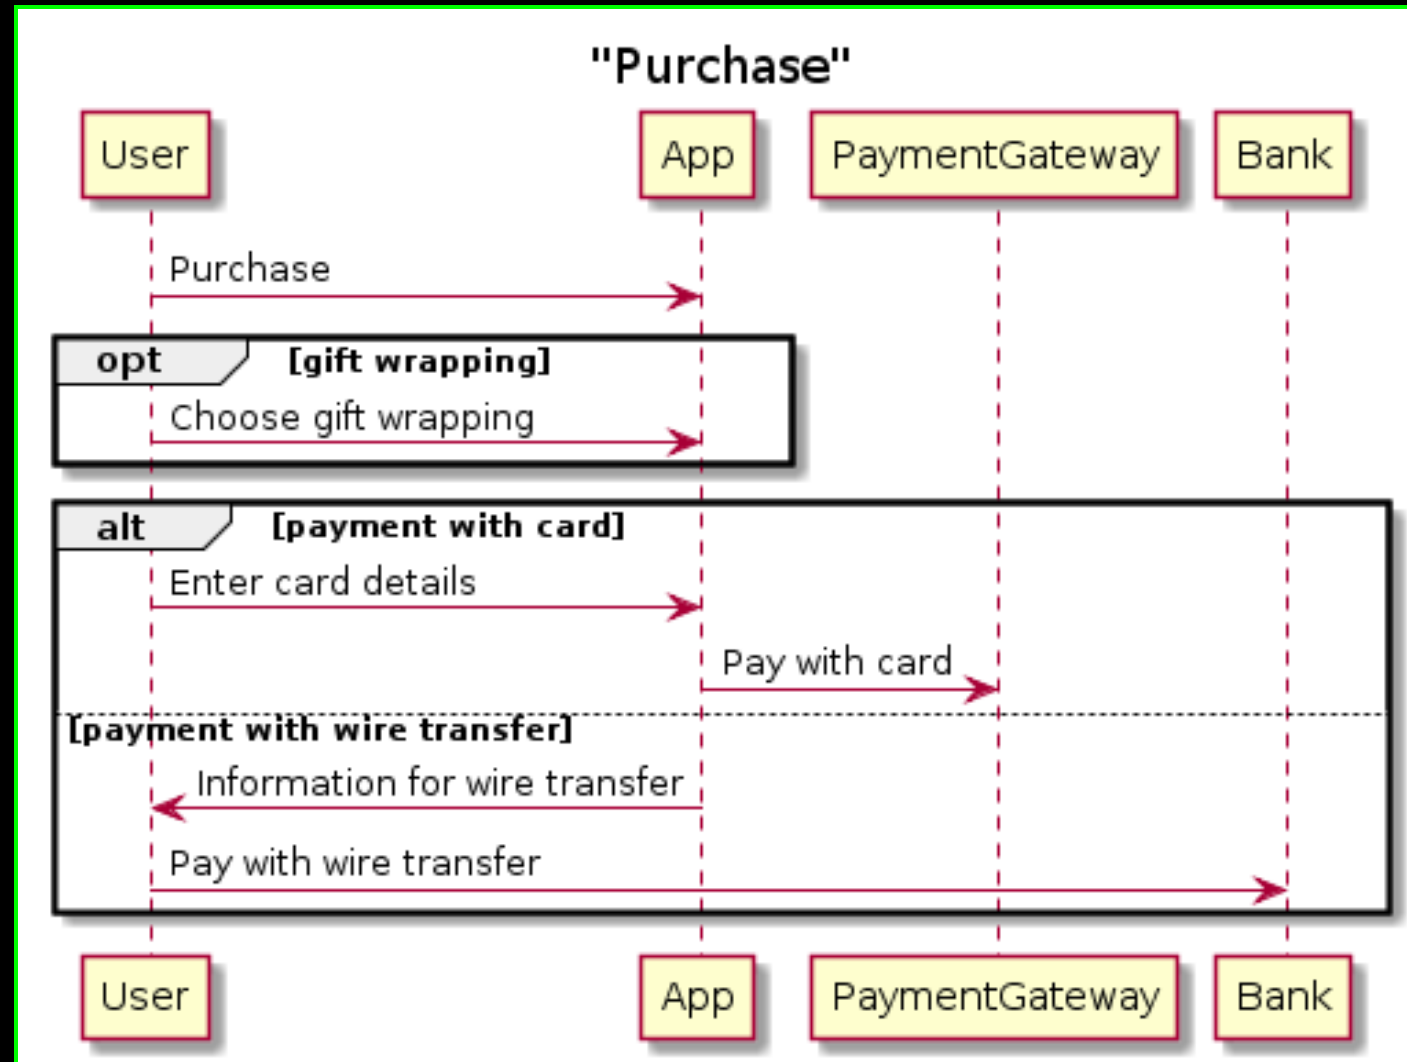 "Purchase"
User App PaymentGateway Bank
Purchase
opt [gift wrapping]
Choose gift wrapping
alt [payment with card]
Enter card details
Pay with card
[payment with wire transfer]
Information for wire transfer
Pay with wire transfer
User App PaymentGateway Bank